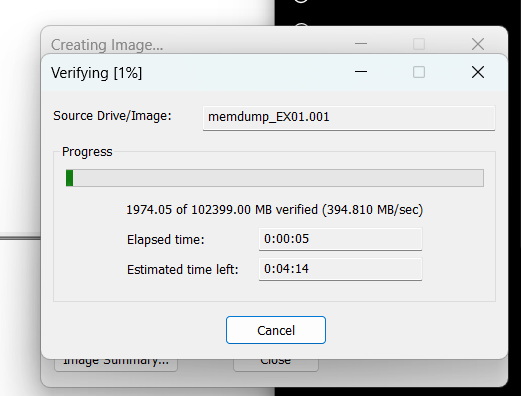 Creating Image...
Verifying [1%]
Source Drive/Image: memdump_EX01.001
Progress
1974.05 of 102399.00 MB verified (394.810 MB/sec)
Elapsed time: 0:00:05
Estimated time left: 0:04:14
Cancel
Image Summary... Close